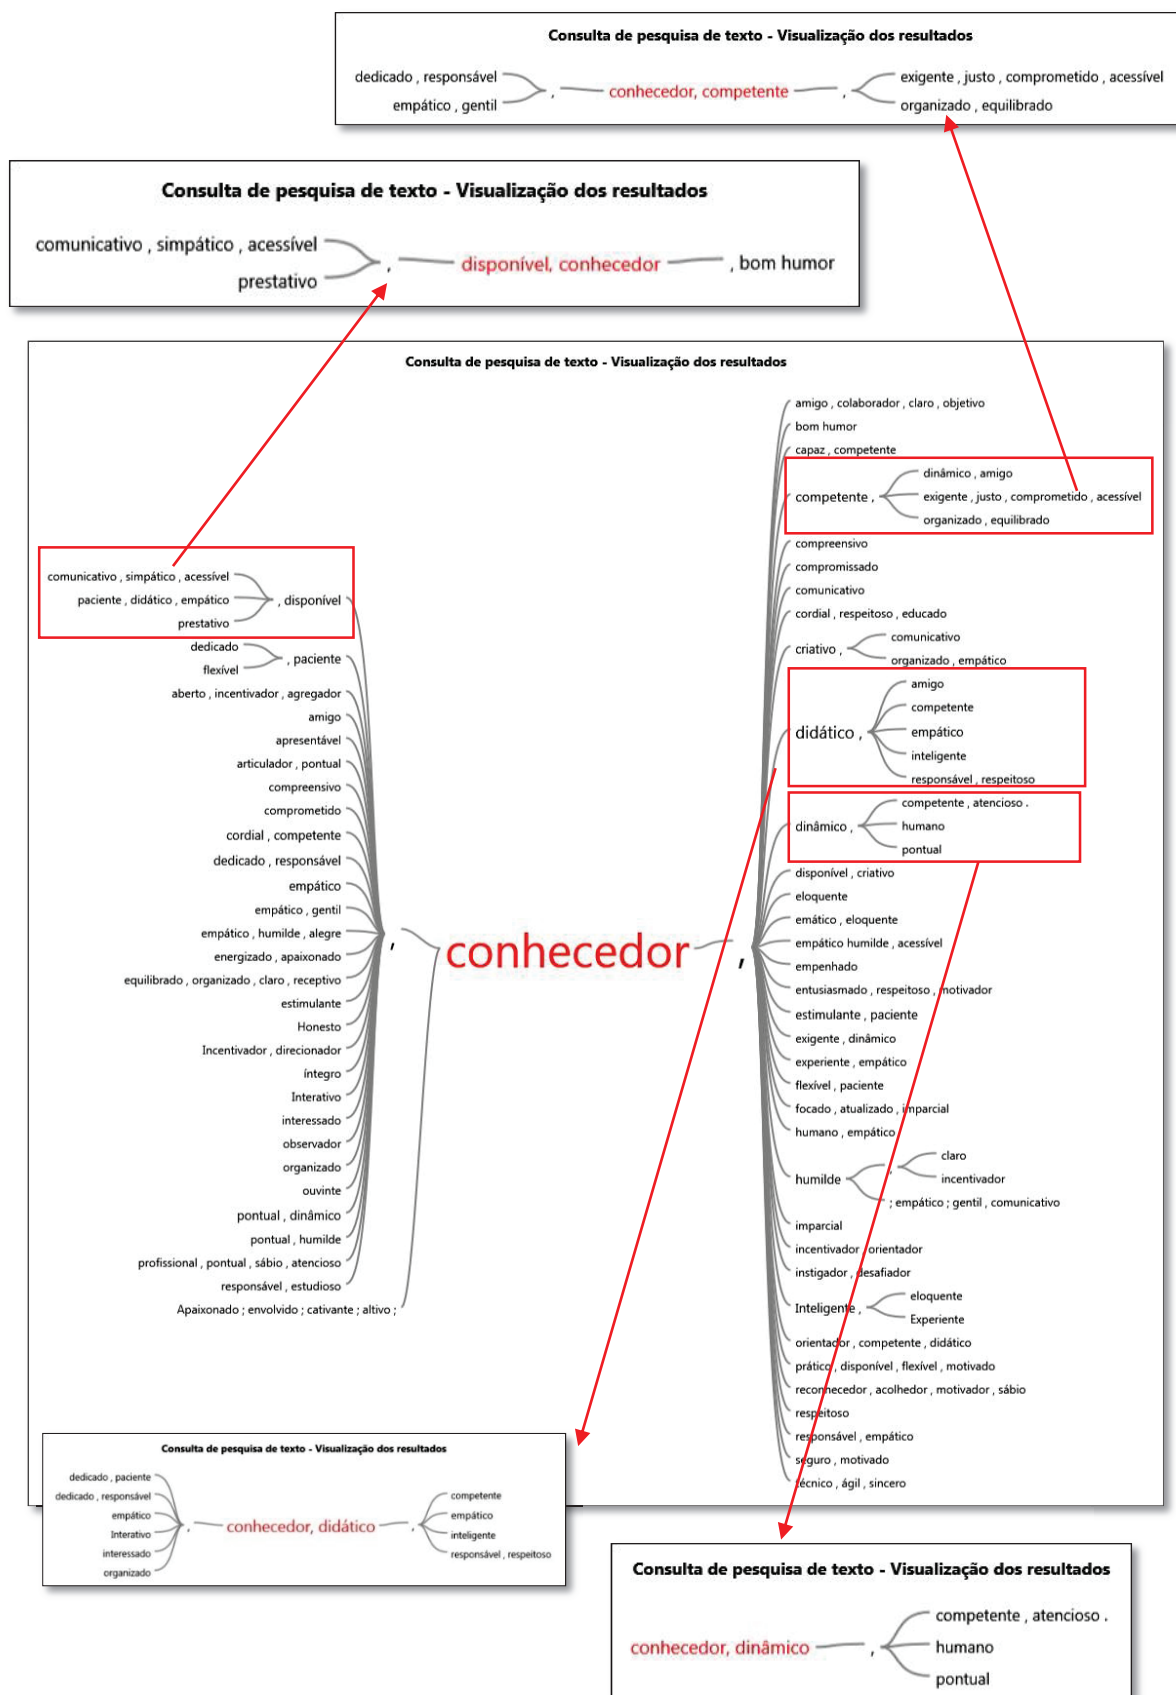 Consulta de pesquisa de texto - Visualização dos resultados
dedicado , responsável
empático , gentil
,
conhecedor, competente
,
exigente , justo , comprometido , acessível
organizado , equilibrado
Consulta de pesquisa de texto - Visualização dos resultados
comunicativo , simpático , acessível
prestativo
,
disponível, conhecedor
, bom humor
Consulta de pesquisa de texto - Visualização dos resultados
comunicativo , simpático , acessível
paciente , didático , empático
prestativo
, disponível
dedicado
flexível
, paciente
aberto , incentivador , agregador
amigo
apresentável
articulador , pontual
compreensivo
comprometido
cordial , competente
dedicado , responsável
empático
empático , gentil
empático , humilde , alegre
energizado , apaixonado
equilibrado , organizado , claro , receptivo
estimulante
Honesto
Incentivador , direcionador
íntegro
Interativo
interessado
observador
organizado
ouvinte
pontual , dinâmico
pontual , humilde
profissional , pontual , sábio , atencioso
responsável , estudioso
Apaixonado ; envolvido ; cativante ; altivo ;
,
conhecedor
,
amigo , colaborador , claro , objetivo
bom humor
capaz , competente
competente ,
dinâmico , amigo
exigente , justo , comprometido , acessível
organizado , equilibrado
compreensivo
compromissado
comunicativo
cordial , respeitoso , educado
criativo ,
comunicativo
organizado , empático
didático ,
amigo
competente
empático
inteligente
responsável , respeitoso
dinâmico ,
competente , atencioso .
humano
pontual
disponível , criativo
eloquente
emático , eloquente
empático humilde , acessível
empenhado
entusiasmado , respeitoso , motivador
estimulante , paciente
exigente , dinâmico
experiente , empático
flexível , paciente
focado , atualizado , imparcial
humano , empático
humilde
,
claro
incentivador
; empático ; gentil , comunicativo
imparcial
incentivador , orientador
instigador , desafiador
Inteligente ,
eloquente
Experiente
orientador , competente , didático
prático , disponível , flexível , motivado
reconhecedor , acolhedor , motivador , sábio
respeitoso
responsável , empático
seguro , motivado
técnico , ágil , sincero
Consulta de pesquisa de texto - Visualização dos resultados
dedicado , paciente
dedicado , responsável
empático
Interativo
interessado
organizado
,
conhecedor, didático
,
competente
empático
inteligente
responsável , respeitoso
Consulta de pesquisa de texto - Visualização dos resultados
conhecedor, dinâmico
,
competente , atencioso .
humano
pontual